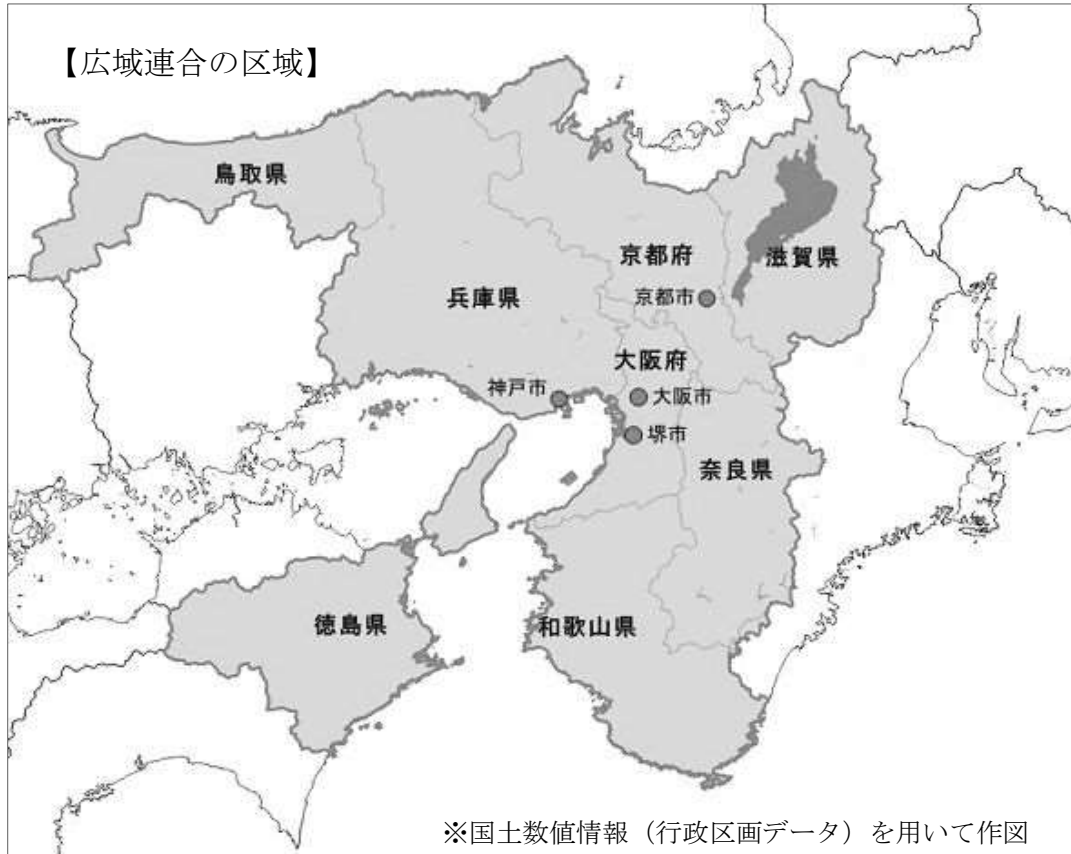 【広域連合の区域】
鳥取県
京都府
滋賀県
兵庫県
京都市
大阪府
神戸市
大阪市
堺市
奈良県
徳島県
和歌山県
※国土数値情報（行政区画データ）を用いて作図